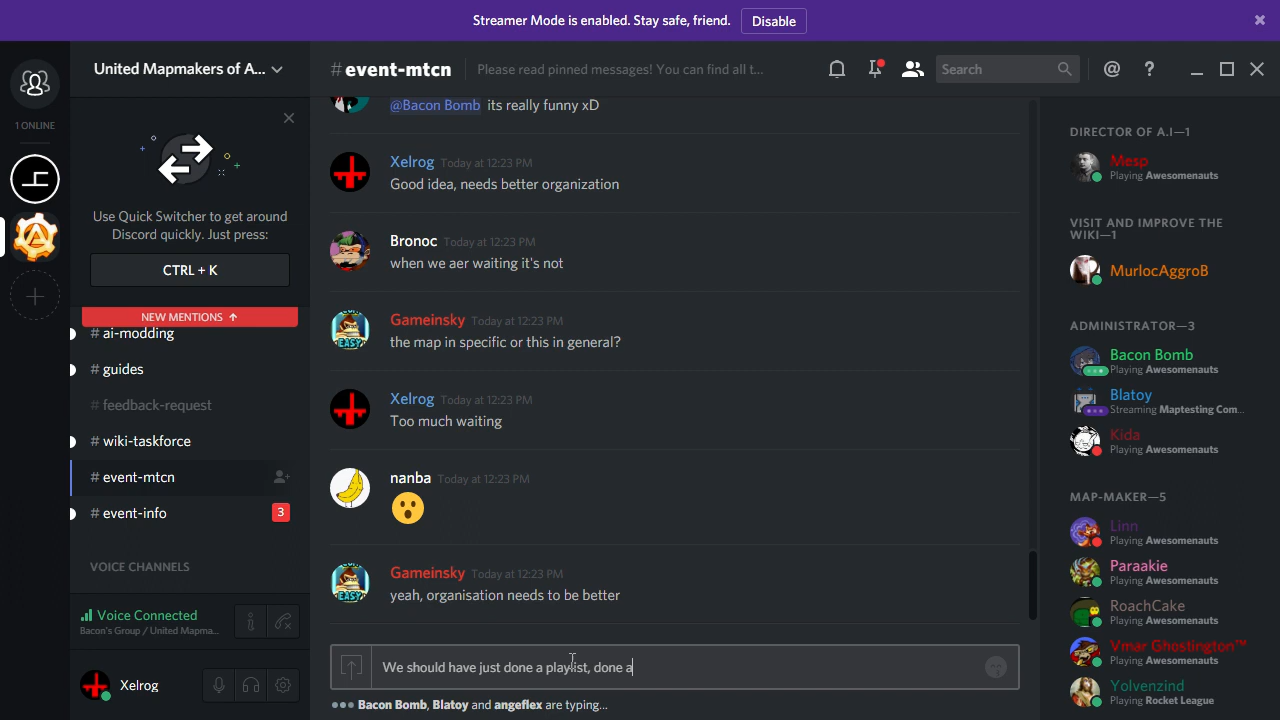 Streamer Mode is enabled. Stay safe, friend.
Disable
1 ONLINE
United Mapmakers of A...
Use Quick Switcher to get around
Discord quickly. Just press:
CTRL + K
NEW MENTIONS ↑
# ai-modding
# guides
# feedback-request
# wiki-taskforce
# event-mtcn
# event-info
3
VOICE CHANNELS
Voice Connected
Bacon's Group / United Mapma...
Xelrog
# event-mtcn
Please read pinned messages! You can find all t...
Search
@Bacon Bomb its really funny xD
Xelrog Today at 12:23 PM
Good idea, needs better organization
Bronoc Today at 12:23 PM
when we aer waiting it's not
Gameinsky Today at 12:23 PM
the map in specific or this in general?
Xelrog Today at 12:23 PM
Too much waiting
nanba Today at 12:23 PM
Gameinsky Today at 12:23 PM
yeah, organisation needs to be better
EASY
We should have just done a playlist, done a
Bacon Bomb, Blatoy and angeflex are typing...
DIRECTOR OF A.I—1
Mesp
Playing Awesomenauts
VISIT AND IMPROVE THE
WIKI—1
MurlocAggroB
ADMINISTRATOR—3
Bacon Bomb
Playing Awesomenauts
Blatoy
Streaming Maptesting Com...
Kida
Playing Awesomenauts
MAP-MAKER—5
Linn
Playing Awesomenauts
Paraakie
Playing Awesomenauts
RoachCake
Playing Awesomenauts
Vmar Ghostington™
Playing Awesomenauts
Yolvenzind
Playing Rocket League